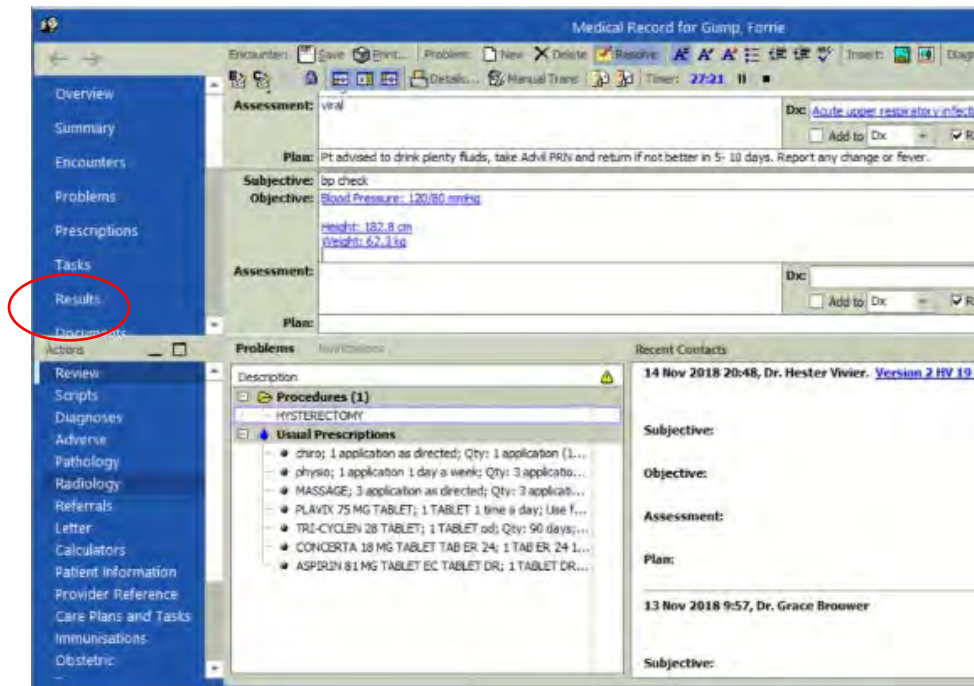 Medical Record for Gump, Forrie
Encounter: Save Print... Problem: New Delete Resolve Insert: Diag
Details... Manual Trans Timer: 27:21
Overview
Summary
Encounters
Problems
Prescriptions
Tasks
Results
Documents
Assessment: viral
Dx: Acute upper respiratory infecti
Add to Dx R
Plan: Pt advised to drink plenty fluids, take Advil PRN and return if not better in 5- 10 days. Report any change or fever.
Subjective: bp check
Objective: Blood Pressure: 120/80 mmHg
Height: 182.8 cm
Weight: 62.3 kg
Assessment:
Dx:
Add to Dx R
Plan:
Actions
Review
Scripts
Diagnoses
Adverse
Pathology
Radiology
Referrals
Letter
Calculators
Patient Information
Provider Reference
Care Plans and Tasks
Immunisations
Obstetric
Problems
Description
Procedures (1)
HYSTERECTOMY
Usual Prescriptions
chiro; 1 application as directed; Qty: 1 application (1...
physio; 1 application 1 day a week; Qty: 3 applicatio...
MASSAGE; 3 application as directed; Qty: 3 applicati...
PLAVIX 75 MG TABLET; 1 TABLET 1 time a day; Use f...
TRI-CYCLEN 28 TABLET; 1 TABLET od; Qty: 90 days;...
CONCERTA 18 MG TABLET TAB ER 24; 1 TAB ER 24 1...
ASPIRIN 81 MG TABLET EC TABLET DR; 1 TABLET DR...
Recent Contacts
14 Nov 2018 20:48, Dr. Hester Vivier. Version 2 HV 19
Subjective:
Objective:
Assessment:
Plan:
13 Nov 2018 9:57, Dr. Grace Brouwer
Subjective: